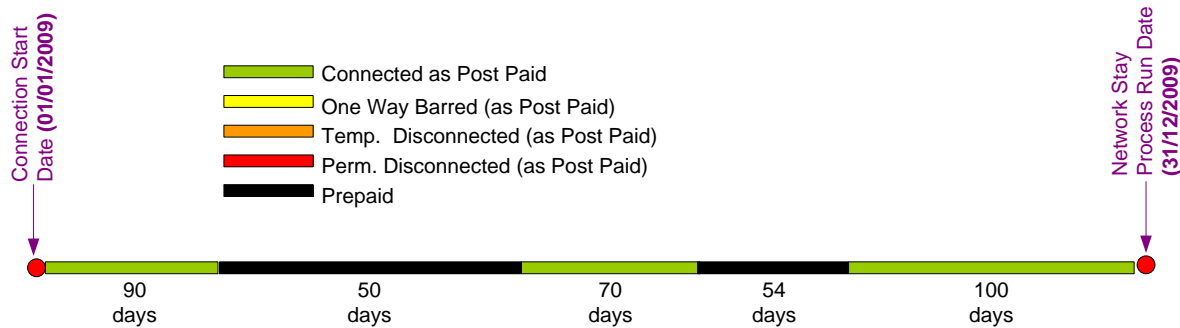 Connection Start
Date (01/01/2009)
Connected as Post Paid
One Way Barred (as Post Paid)
Temp.  Disconnected (as Post Paid)
Perm. Disconnected (as Post Paid)
Prepaid
Network Stay
Process Run Date
(31/12/2009)
90
days
50
days
70
days
54
days
100
days